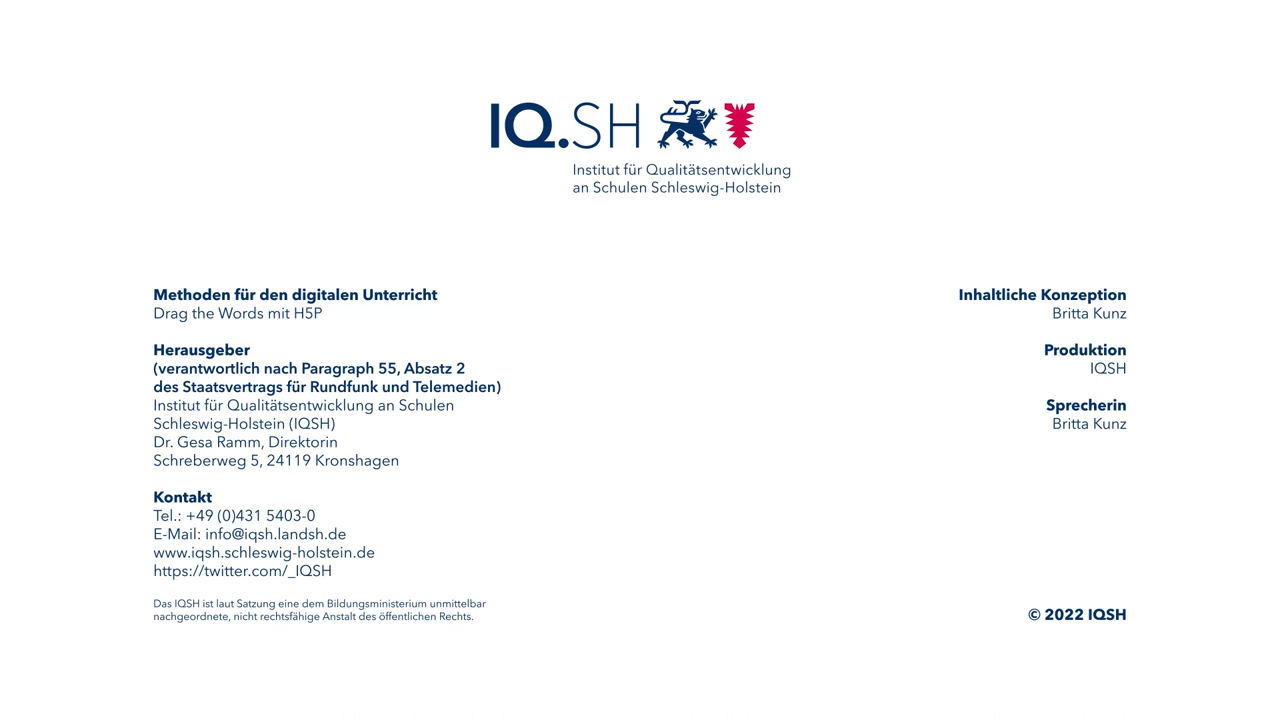 IQ.SH
Institut für Qualitätsentwicklung
an Schulen Schleswig-Holstein
Methoden für den digitalen Unterricht
Drag the Words mit H5P
Herausgeber
(verantwortlich nach Paragraph 55, Absatz 2
des Staatsvertrags für Rundfunk und Telemedien)
Institut für Qualitätsentwicklung an Schulen
Schleswig-Holstein (IQSH)
Dr. Gesa Ramm, Direktorin
Schreberweg 5, 24119 Kronshagen
Kontakt
Tel.: +49 (0)431 5403-0
E-Mail: info@iqsh.landsh.de
www.iqsh.schleswig-holstein.de
https://twitter.com/_IQSH
Das IQSH ist laut Satzung eine dem Bildungsministerium unmittelbar
nachgeordnete, nicht rechtsfähige Anstalt des öffentlichen Rechts.
Inhaltliche Konzeption
Britta Kunz
Produktion
IQSH
Sprecherin
Britta Kunz
© 2022 IQSH